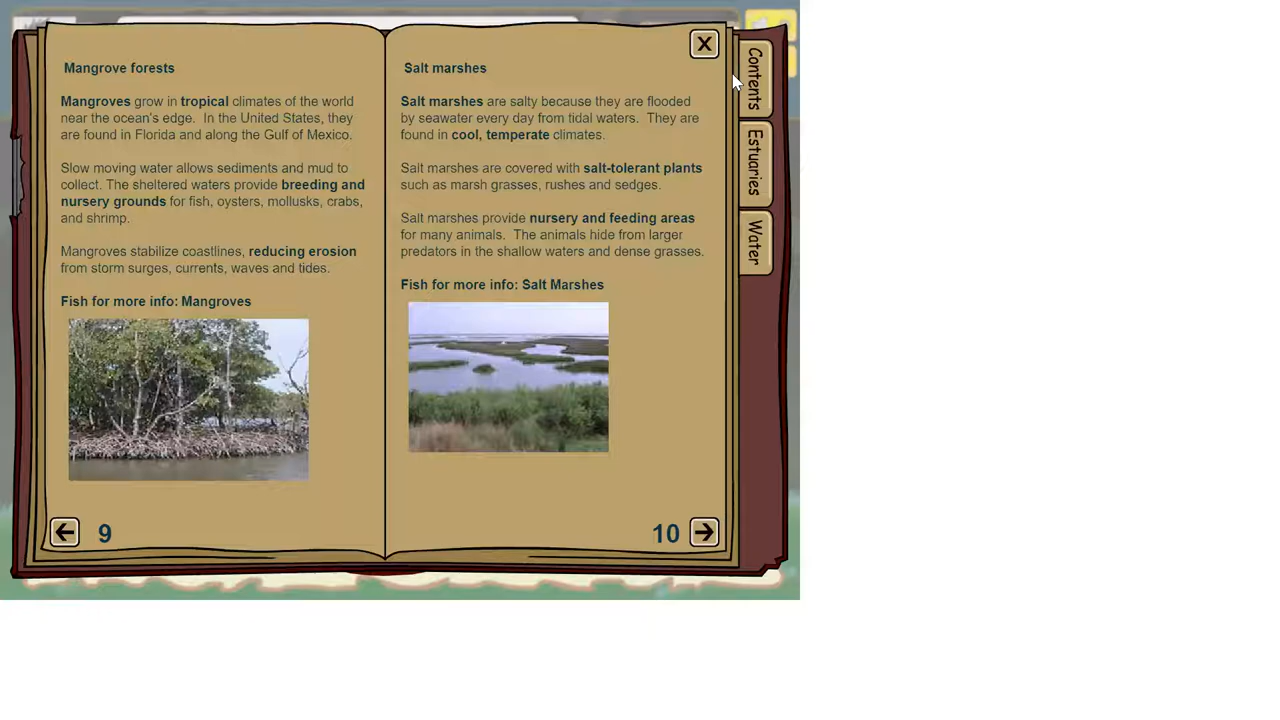 Mangrove forests
Mangroves grow in tropical climates of the world
near the ocean's edge. In the United States, they
are found in Florida and along the Gulf of Mexico.
Slow moving water allows sediments and mud to
collect. The sheltered waters provide breeding and
nursery grounds for fish, oysters, mollusks, crabs,
and shrimp.
Mangroves stabilize coastlines, reducing erosion
from storm surges, currents, waves and tides.
Fish for more info: Mangroves
9
Salt marshes
Salt marshes are salty because they are flooded
by seawater every day from tidal waters. They are
found in cool, temperate climates.
Salt marshes are covered with salt-tolerant plants
such as marsh grasses, rushes and sedges.
Salt marshes provide nursery and feeding areas
for many animals. The animals hide from larger
predators in the shallow waters and dense grasses.
Fish for more info: Salt Marshes
10
X
Contents
Estuaries
Water